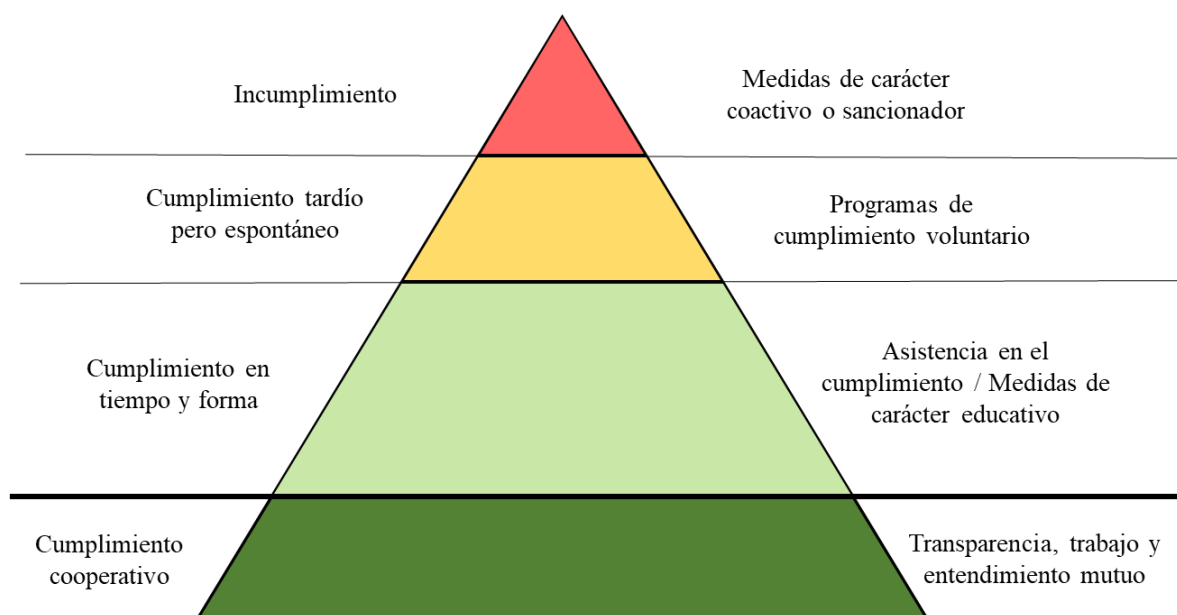 Incumplimiento
Medidas de carácter
coactivo o sancionador
Cumplimiento tardío
pero espontáneo
Programas de
cumplimiento voluntario
Cumplimiento en
tiempo y forma
Asistencia en el
cumplimiento / Medidas de
carácter educativo
Cumplimiento
cooperativo
Transparencia, trabajo y
entendimiento mutuo